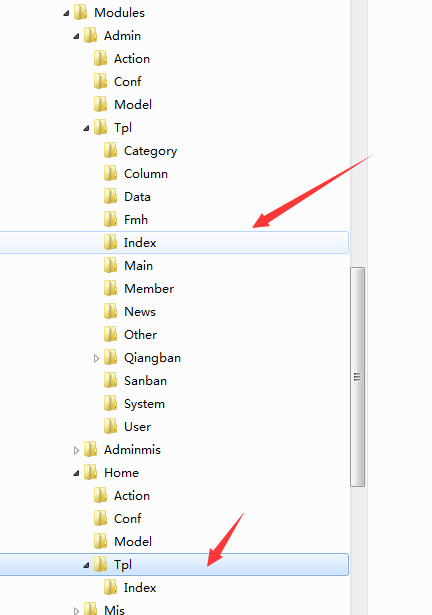 Modules
Admin
Action
Conf
Model
Tpl
Category
Column
Data
Fmh
Index
Main
Member
News
Other
Qiangban
Sanban
System
User
Adminmis
Home
Action
Conf
Model
Tpl
Index
Mis